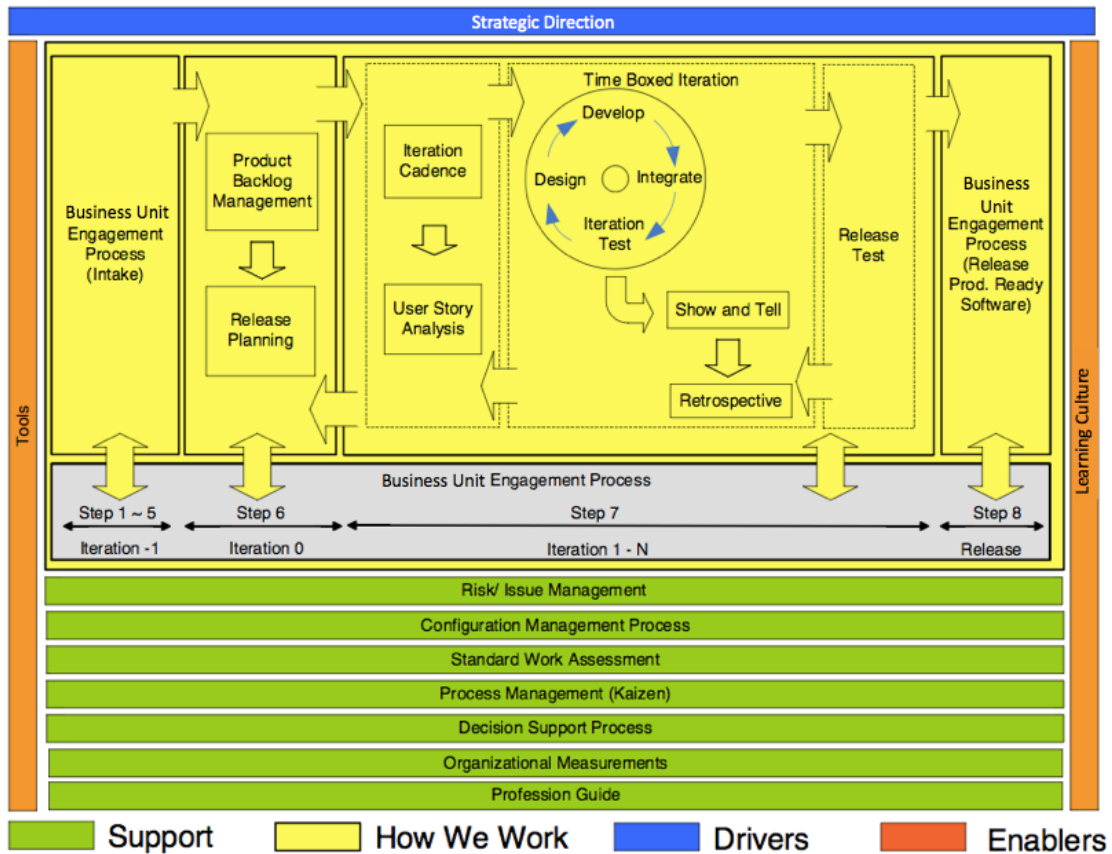 Strategic Direction
Tools
Learning Culture
Business Unit
Engagement
Process
(Intake)
Product
Backlog
Management
Release
Planning
Iteration
Cadence
User Story
Analysis
Time Boxed Iteration
Develop
Integrate
Iteration
Test
Design
Show and Tell
Retrospective
Release
Test
Business
Unit
Engagement
Process
(Release
Prod. Ready
Software)
Business Unit Engagement Process
Step 1 ~ 5
Step 6
Step 7
Step 8
Iteration -1
Iteration 0
Iteration 1 - N
Release
Risk/ Issue Management
Configuration Management Process
Standard Work Assessment
Process Management (Kaizen)
Decision Support Process
Organizational Measurements
Profession Guide
Support
How We Work
Drivers
Enablers